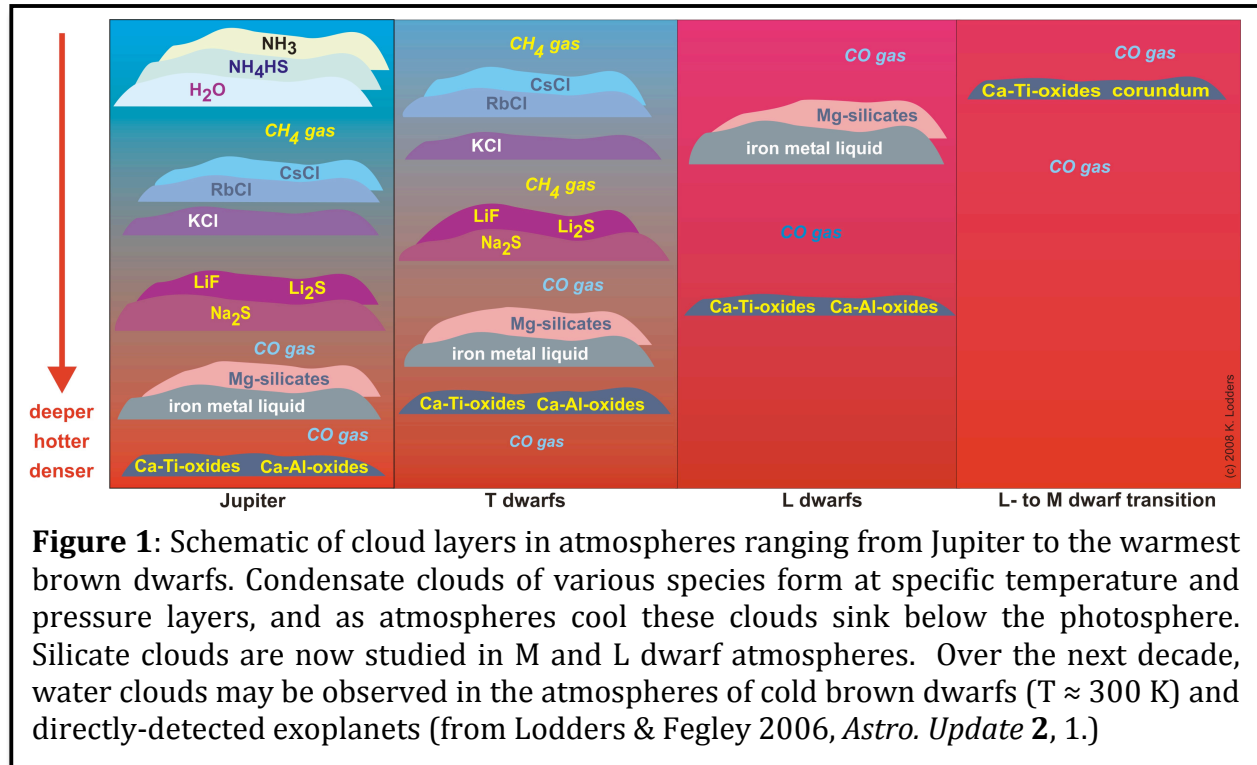 deeper
hotter
denser
NH3
NH4HS
H2O
CH4 gas
CsCl
RbCl
KCl
LiF
Li2S
Na2S
CO gas
Mg-silicates
iron metal liquid
CO gas
Ca-Ti-oxides Ca-Al-oxides
Jupiter
CH4 gas
CsCl
RbCl
KCl
CH4 gas
LiF
Li2S
Na2S
CO gas
Mg-silicates
iron metal liquid
Ca-Ti-oxides Ca-Al-oxides
CO gas
T dwarfs
CO gas
Mg-silicates
iron metal liquid
CO gas
Ca-Ti-oxides Ca-Al-oxides
L dwarfs
CO gas
Ca-Ti-oxides corundum
CO gas
L- to M dwarf transition
(c) 2008 K. Lodders
Figure 1: Schematic of cloud layers in atmospheres ranging from Jupiter to the warmest
brown dwarfs. Condensate clouds of various species form at specific temperature and
pressure layers, and as atmospheres cool these clouds sink below the photosphere.
Silicate clouds are now studied in M and L dwarf atmospheres. Over the next decade,
water clouds may be observed in the atmospheres of cold brown dwarfs (T ≈ 300 K) and
directly-detected exoplanets (from Lodders & Fegley 2006, Astro. Update 2, 1.)